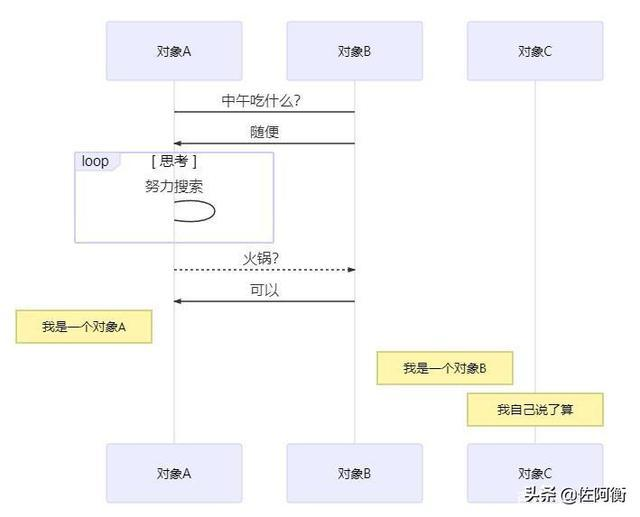 对象A
对象B
对象C
中午吃什么?
随便
loop
[ 思考 ]
努力搜索
火锅?
可以
我是一个对象A
我是一个对象B
我自己说了算
对象A
对象B
对象C
头条 @佐阿衡